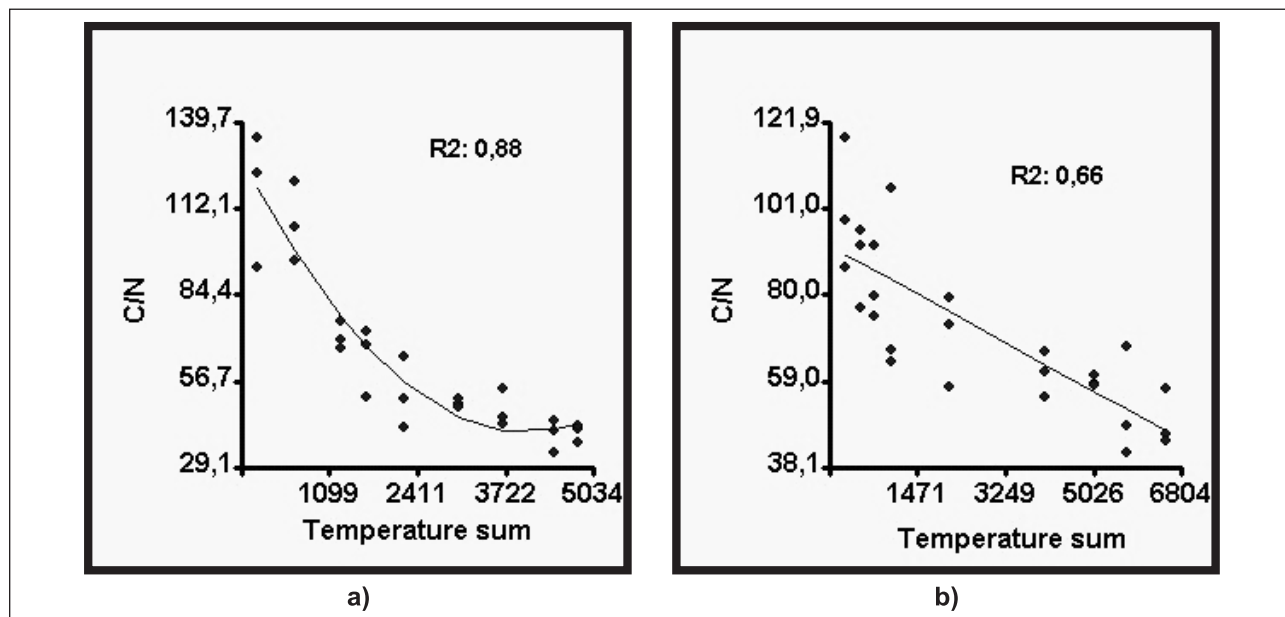 139,7
R2: 0,88
112,1
C/N
84,4
56,7
29,1
1099 2411 3722 5034
Temperature sum
a)
121,9
R2: 0,66
101,0
C/N
80,0
59,0
38,1
1471 3249 5026 6804
Temperature sum
b)